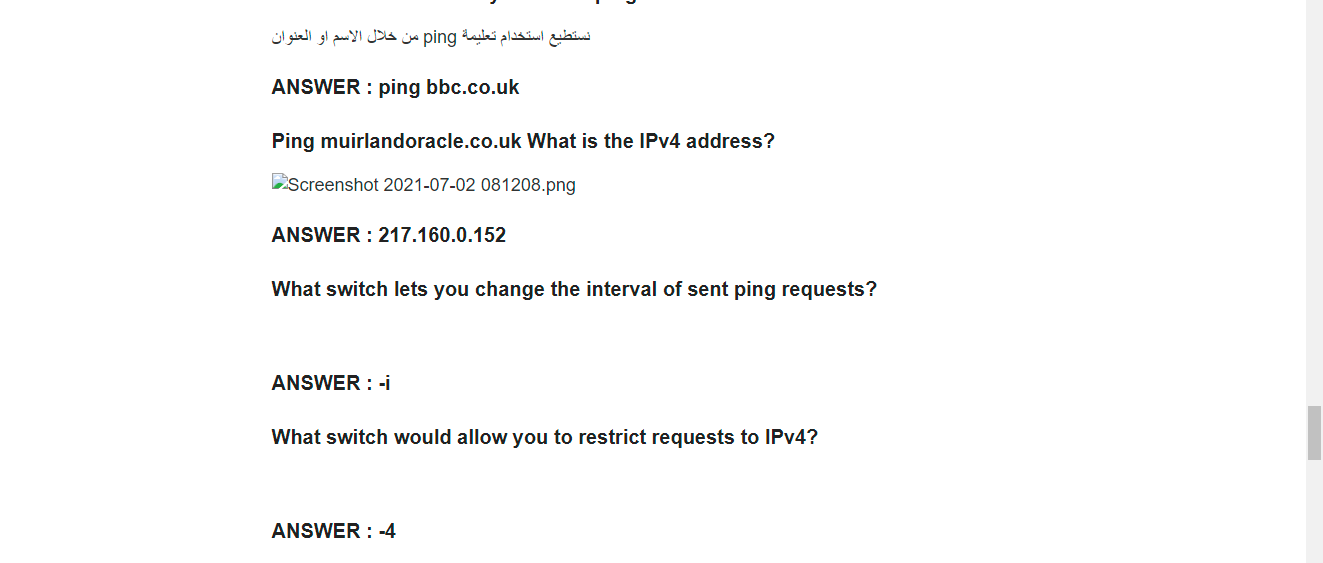 نستطيع استخدام تعليمة ping من خلال الاسم او العنوان
ANSWER : ping bbc.co.uk
Ping muirlandoracle.co.uk What is the IPv4 address?
Screenshot 2021-07-02 081208.png
ANSWER : 217.160.0.152
What switch lets you change the interval of sent ping requests?
ANSWER : -i
What switch would allow you to restrict requests to IPv4?
ANSWER : -4